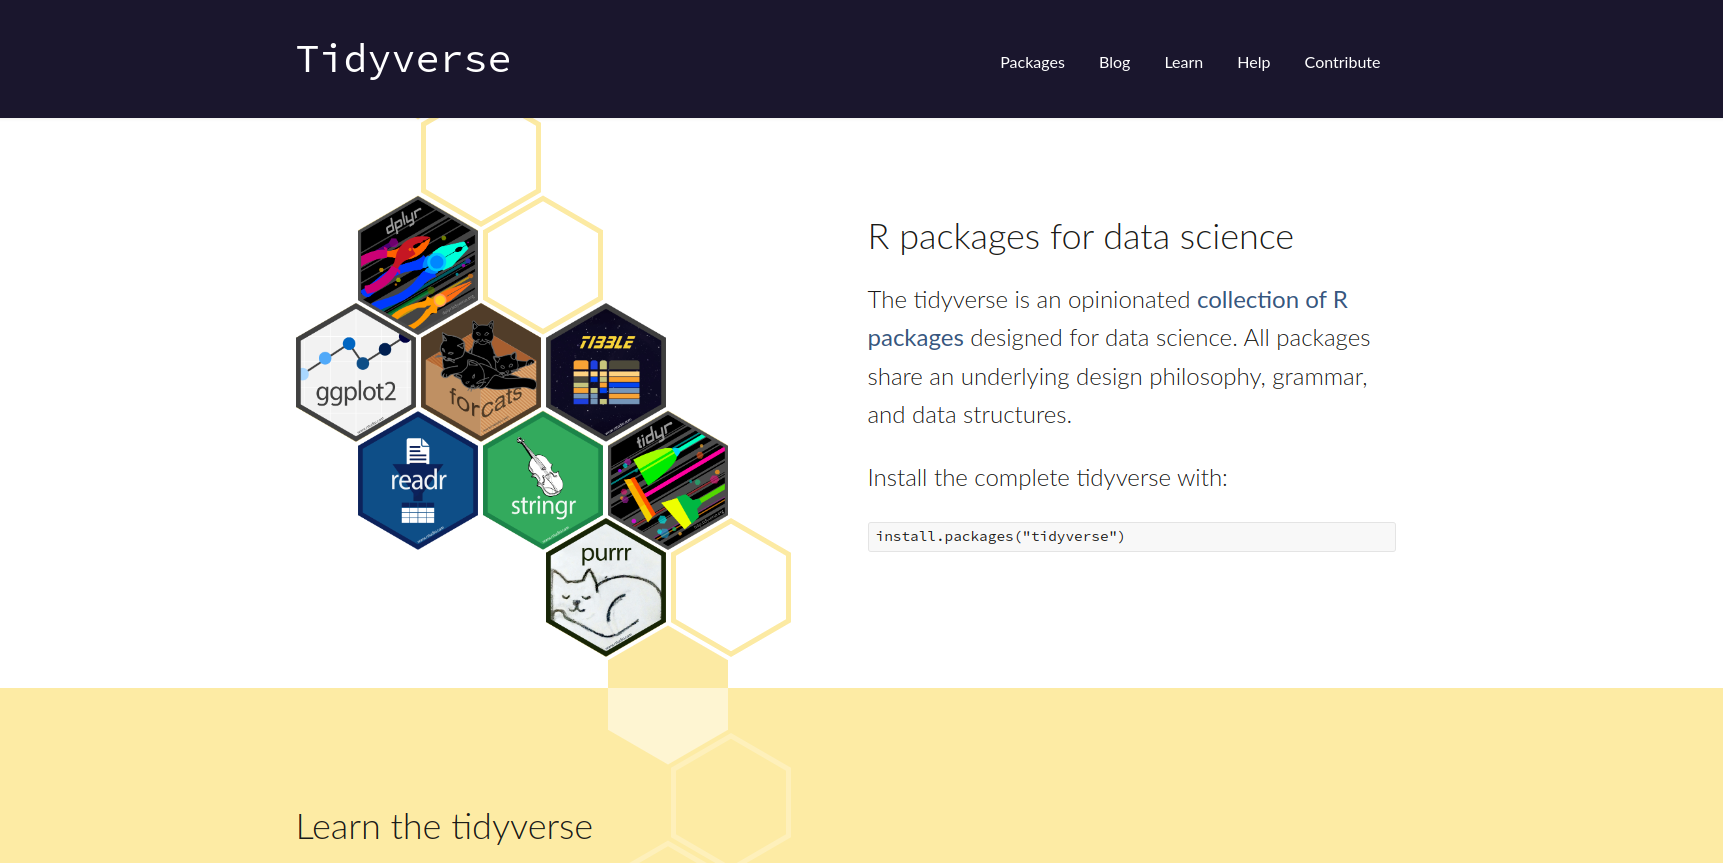 Tidyverse
Packages Blog Learn Help Contribute
dplyr
ggplot2
forcats
TIBBLE
readr
stringr
tidyr
purrr
R packages for data science
The tidyverse is an opinionated collection of R
packages designed for data science. All packages
share an underlying design philosophy, grammar,
and data structures.
Install the complete tidyverse with:
install.packages("tidyverse")
Learn the tidyverse